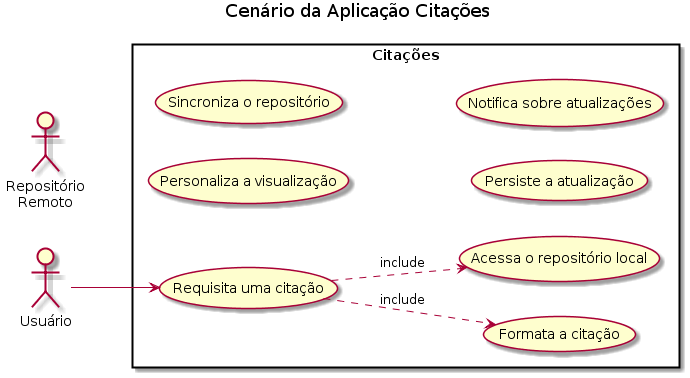 Cenário da Aplicação Citações
Citações
Sincroniza o repositório
Notifica sobre atualizações
Repositório
Remoto
Personaliza a visualização
Persiste a atualização
Usuário
Requisita uma citação
include
include
Acessa o repositório local
Formata a citação